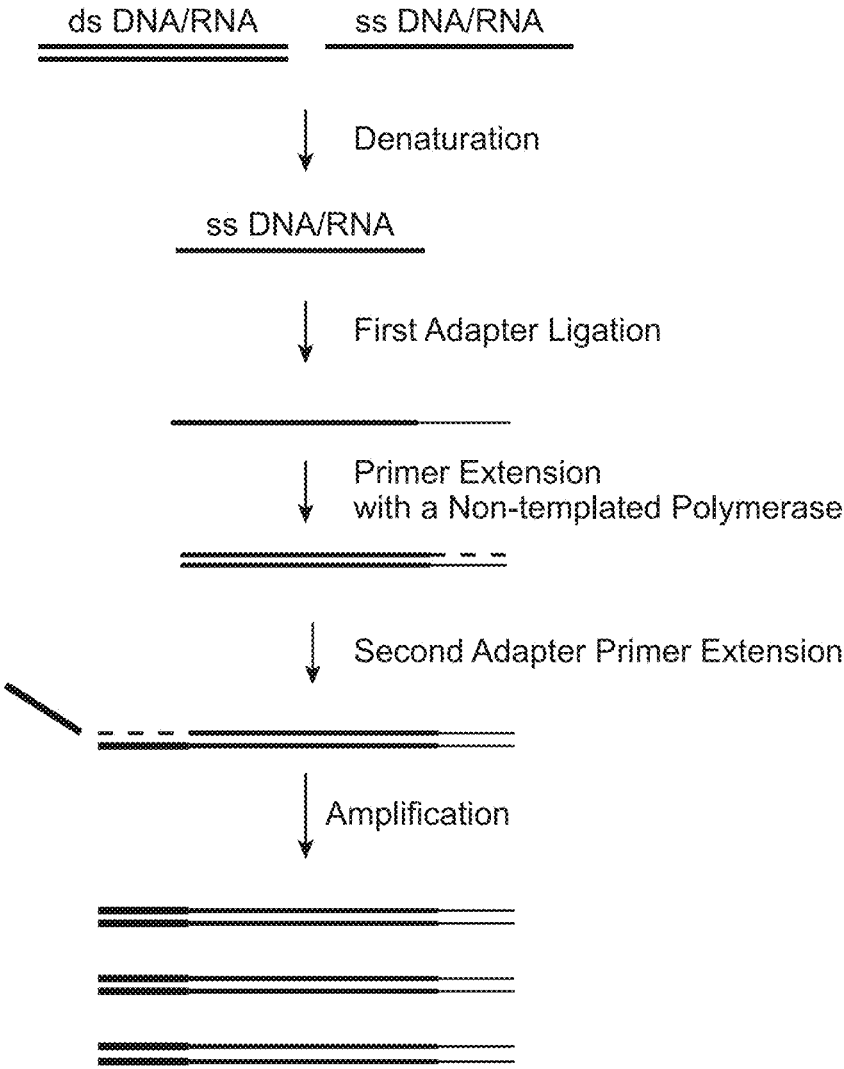 ds DNA/RNA
ss DNA/RNA
Denaturation
ss DNA/RNA
First Adapter Ligation
Primer Extension
with a Non-templated Polymerase
Second Adapter Primer Extension
Amplification